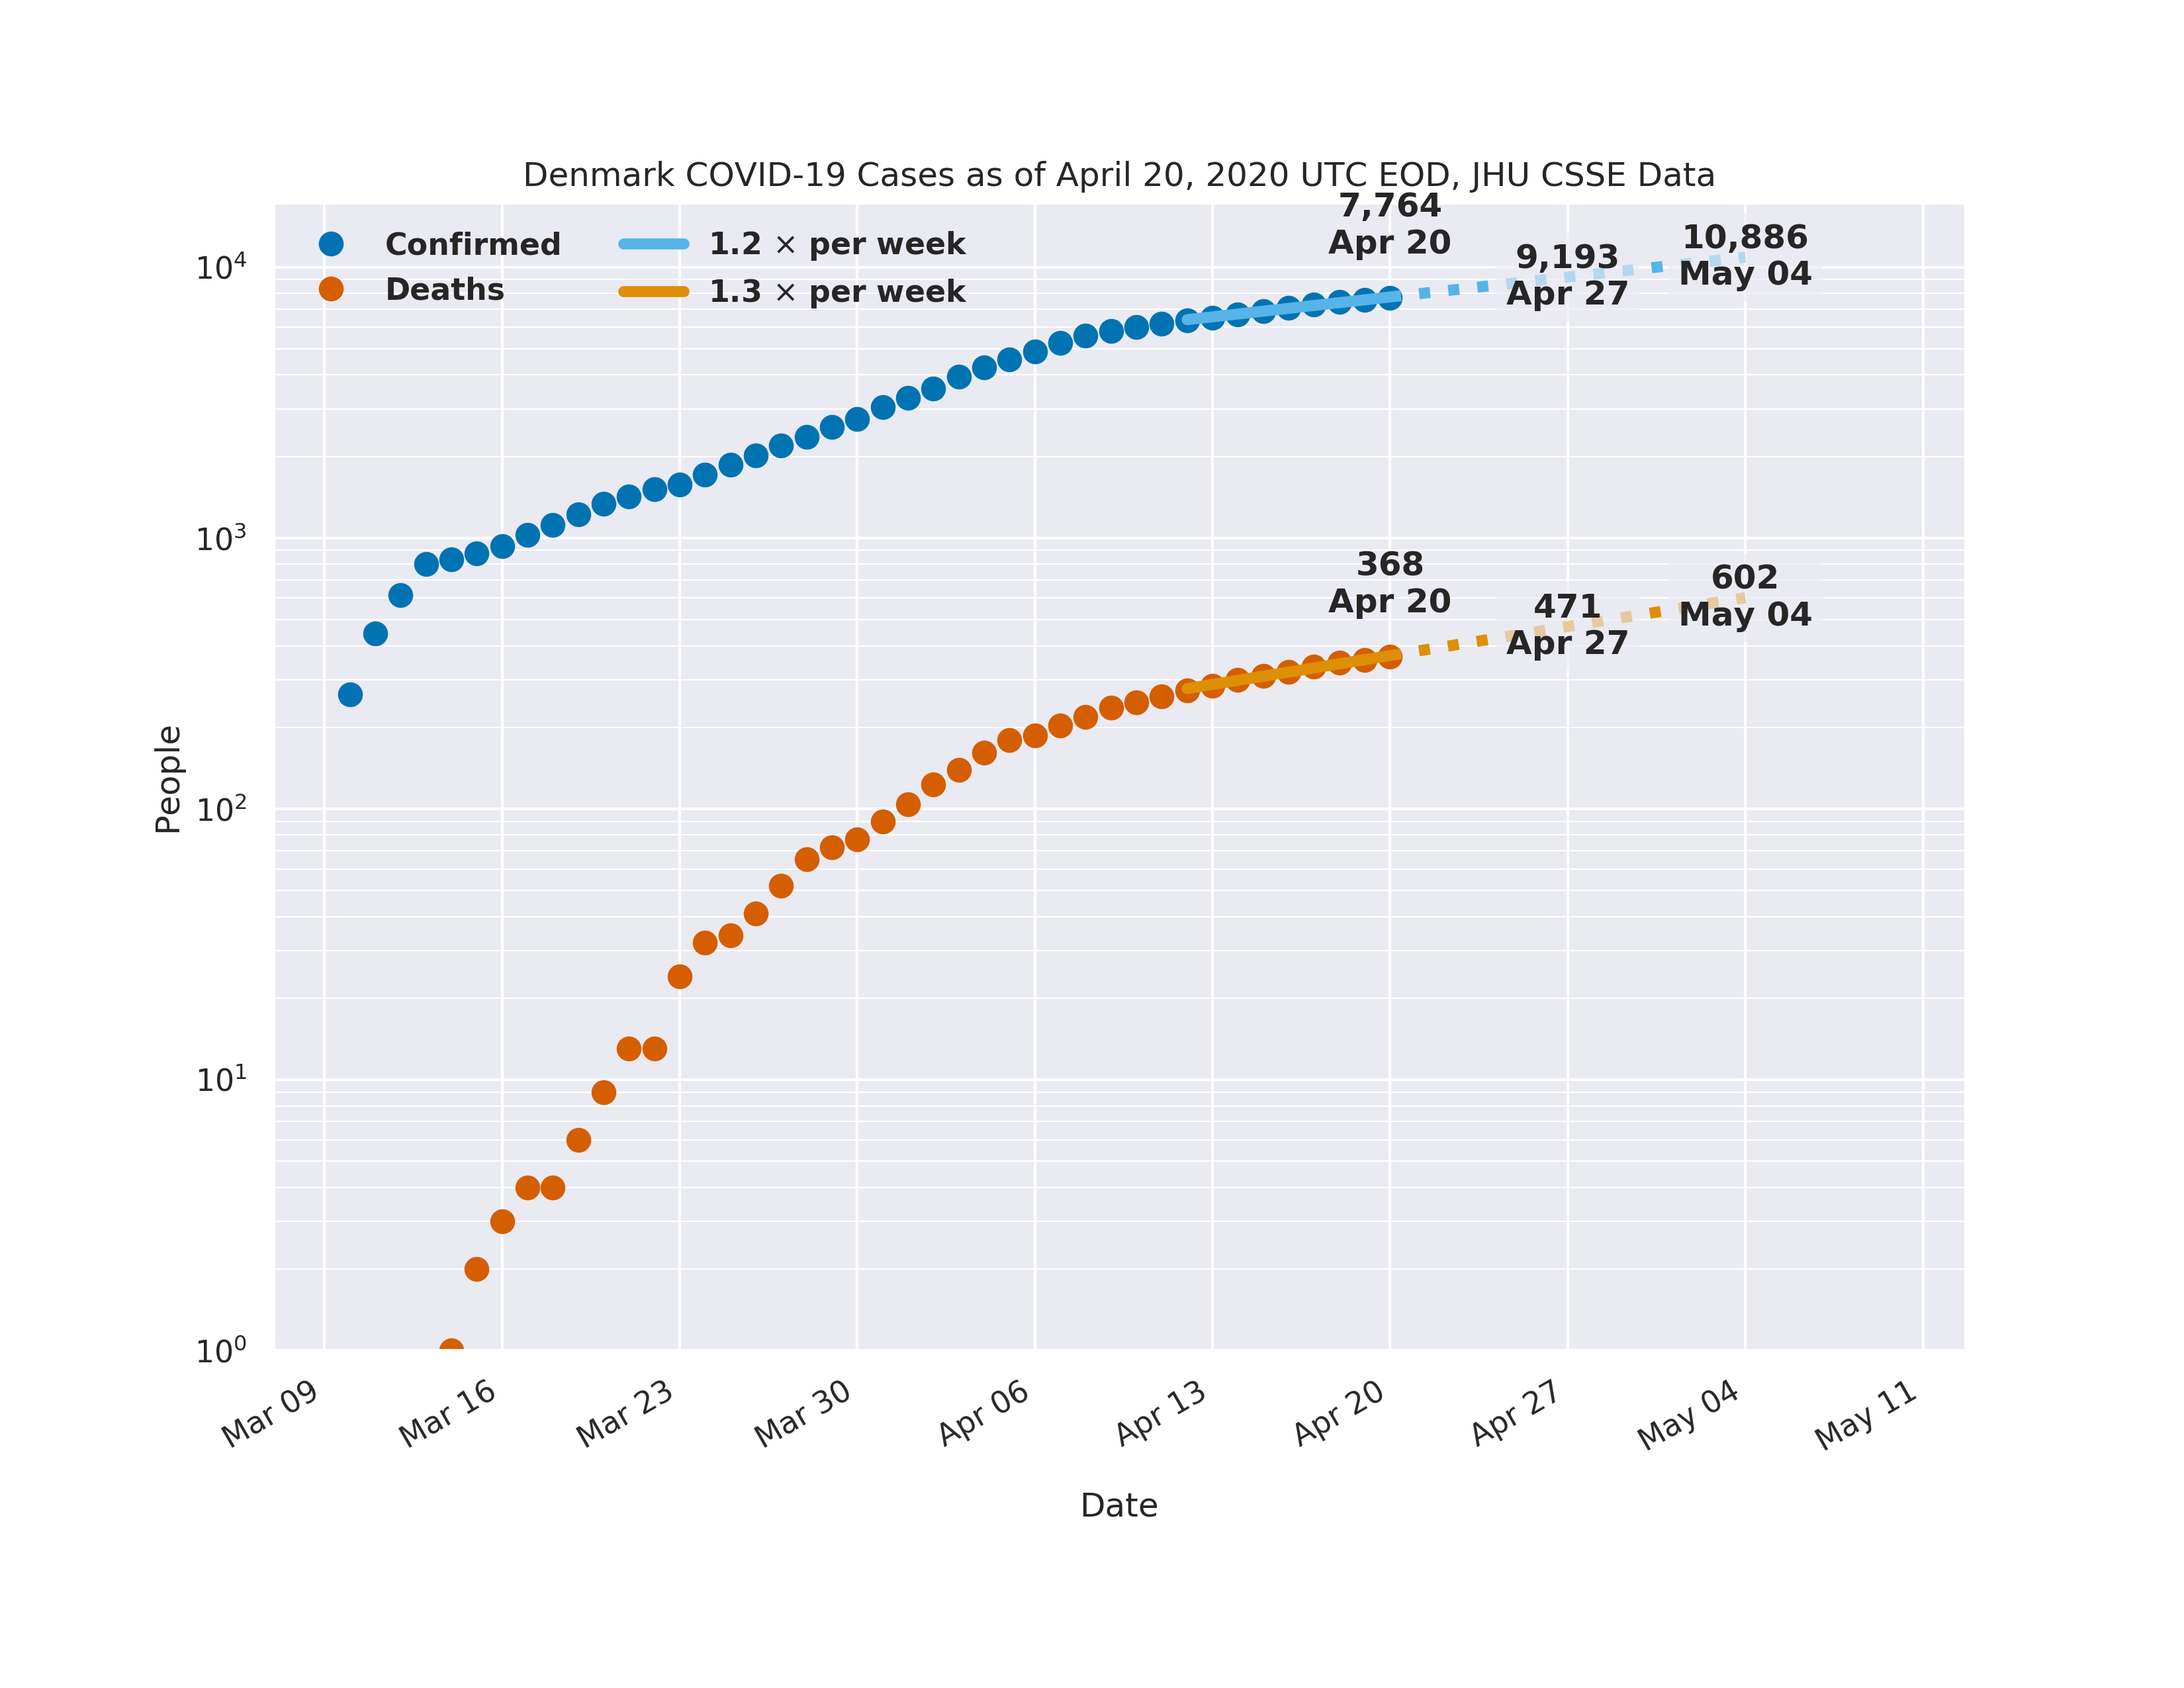 Denmark COVID-19 Cases as of April 20, 2020 UTC EOD, JHU CSSE Data
Confirmed
Deaths
1.2 × per week
1.3 × per week
7,764
Apr 20
9,193
Apr 27
10,886
May 04
368
Apr 20
471
Apr 27
602
May 04
People
10⁴
10³
10²
10¹
10⁰
Mar 09
Mar 16
Mar 23
Mar 30
Apr 06
Apr 13
Apr 20
Apr 27
May 04
May 11
Date